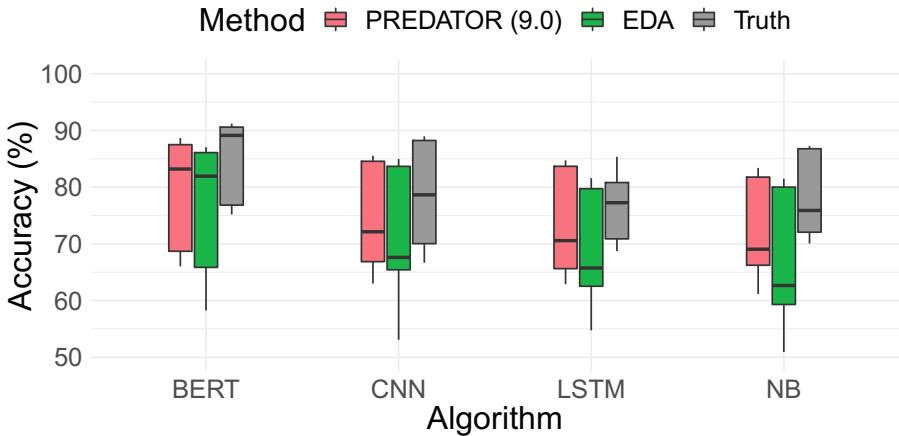 Method PREDATOR (9.0) EDA Truth
100
90
80
70
60
50
Accuracy (%)
BERT CNN LSTM NB
Algorithm